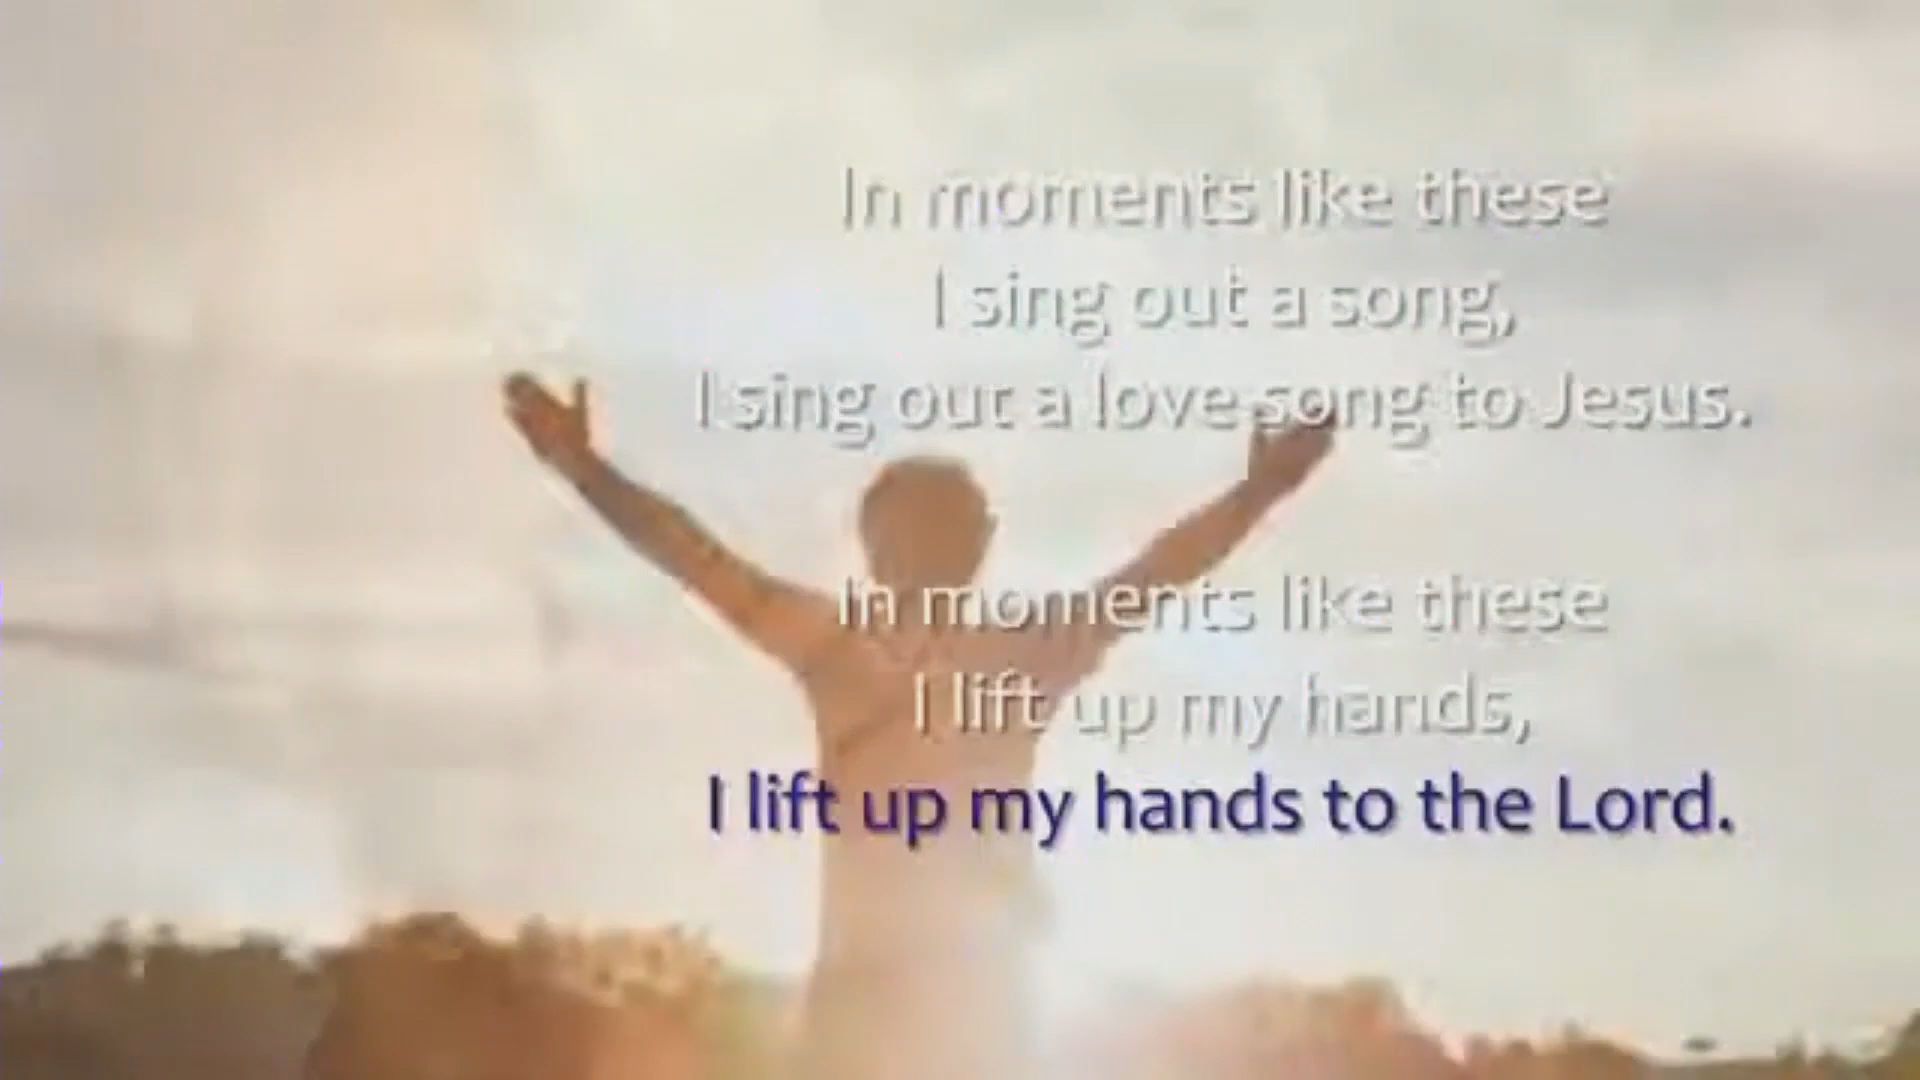 In moments like these
I sing out a song,
I sing out a love song to Jesus.
In moments like these
I lift up my hands,
I lift up my hands to the Lord.